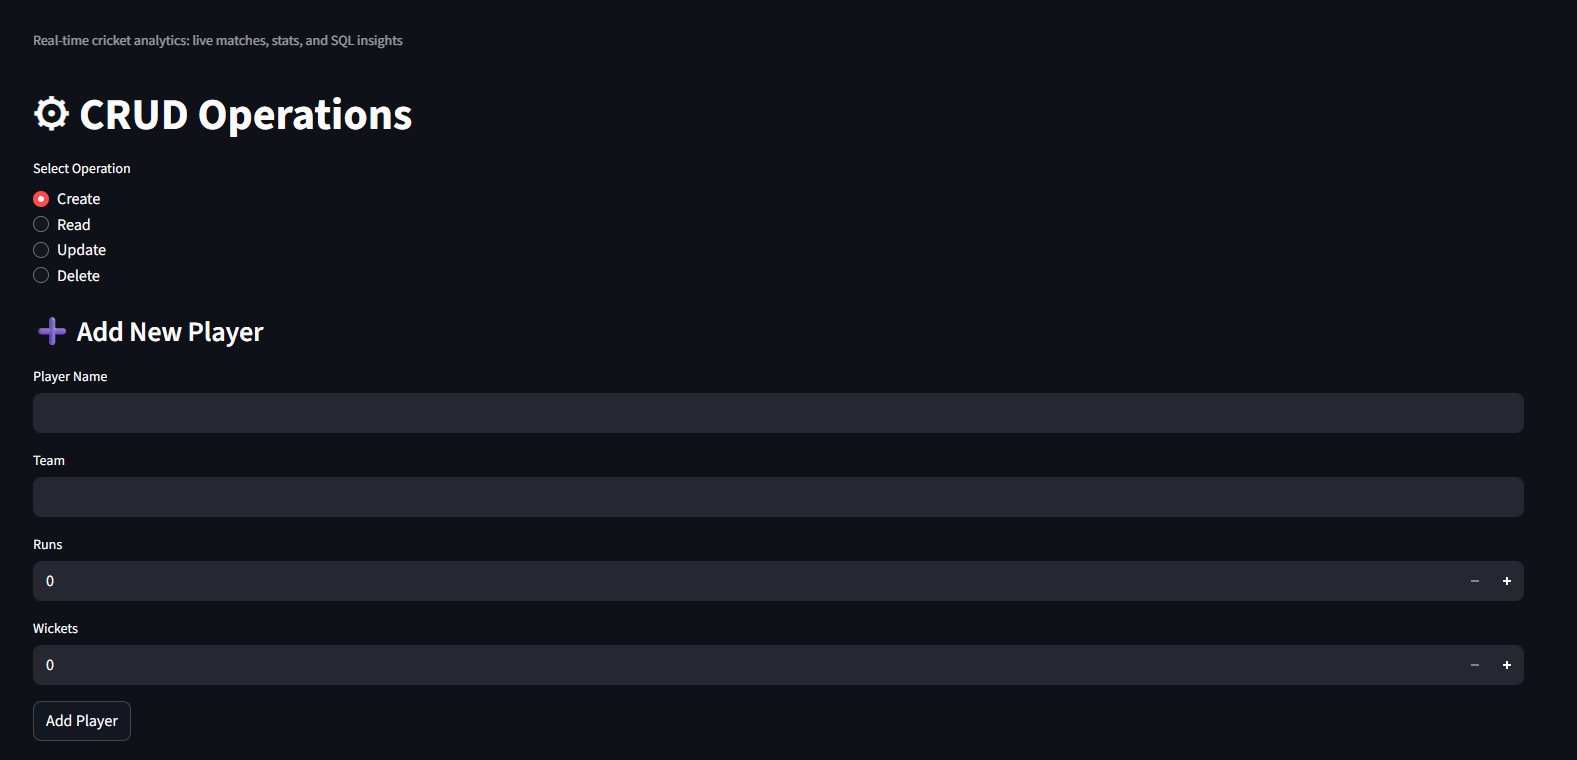 Real-time cricket analytics: live matches, stats, and SQL insights
CRUD Operations
Select Operation
Create
Read
Update
Delete
Add New Player
Player Name
Team
Runs
0
Wickets
0
Add Player